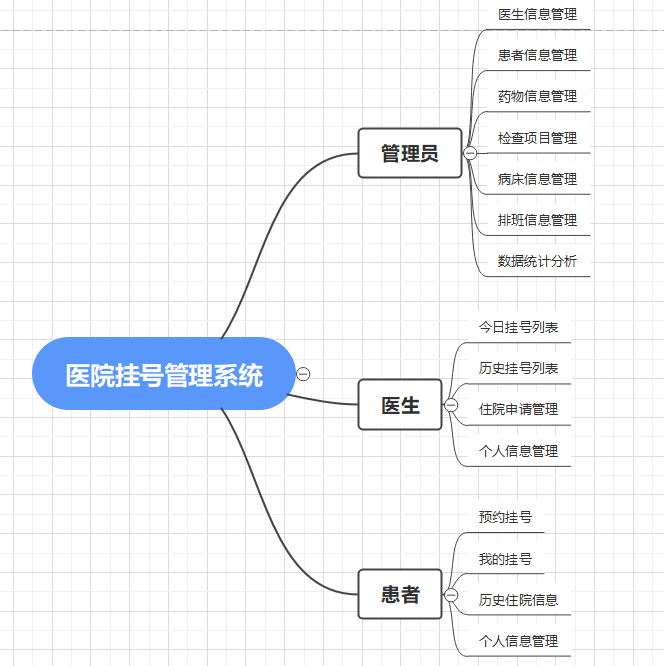 医院挂号管理系统
管理员
医生信息管理
患者信息管理
药物信息管理
检查项目管理
病床信息管理
排班信息管理
数据统计分析
医生
今日挂号列表
历史挂号列表
住院申请管理
个人信息管理
患者
预约挂号
我的挂号
历史住院信息
个人信息管理